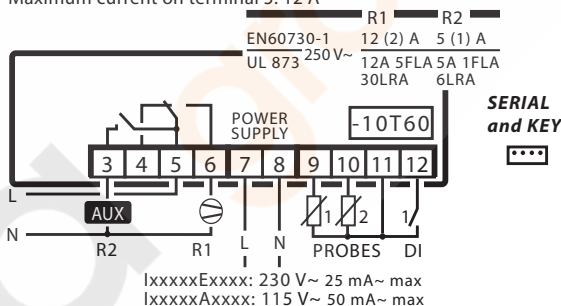 Maximum current on terminal 5: 12 A
R1 R2
EN60730-1 250 V~ 12 (2) A 5 (1) A
UL 873 12A 5FLA 5A 1FLA
30LRA 6LRA
SERIAL
and KEY
POWER
SUPPLY
-10T60
3 4 5 6 7 8 9 10 11 12
L
AUX 1 2 1
N
R2 R1 L N PROBES DI
IxxxxxExxxx: 230 V~ 25 mA~ max
IxxxxxAxxxx: 115 V~ 50 mA~ max